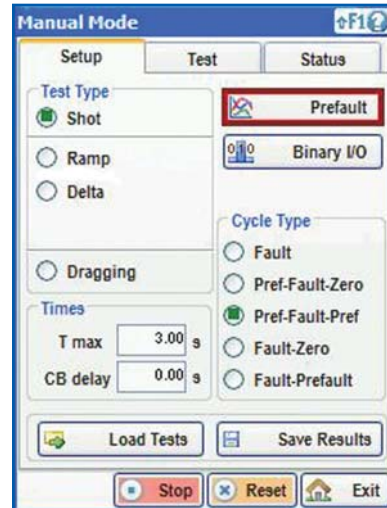 Manual Mode F1 ?
Setup Test Status
Test Type
Shot
Ramp
Delta
Dragging
Times
T max 3.00 s
CB delay 0.00 s
Prefault
010 Binary I/O
Cycle Type
Fault
Pref-Fault-Zero
Pref-Fault-Pref
Fault-Zero
Fault-Prefault
Load Tests Save Results
Stop Reset Exit